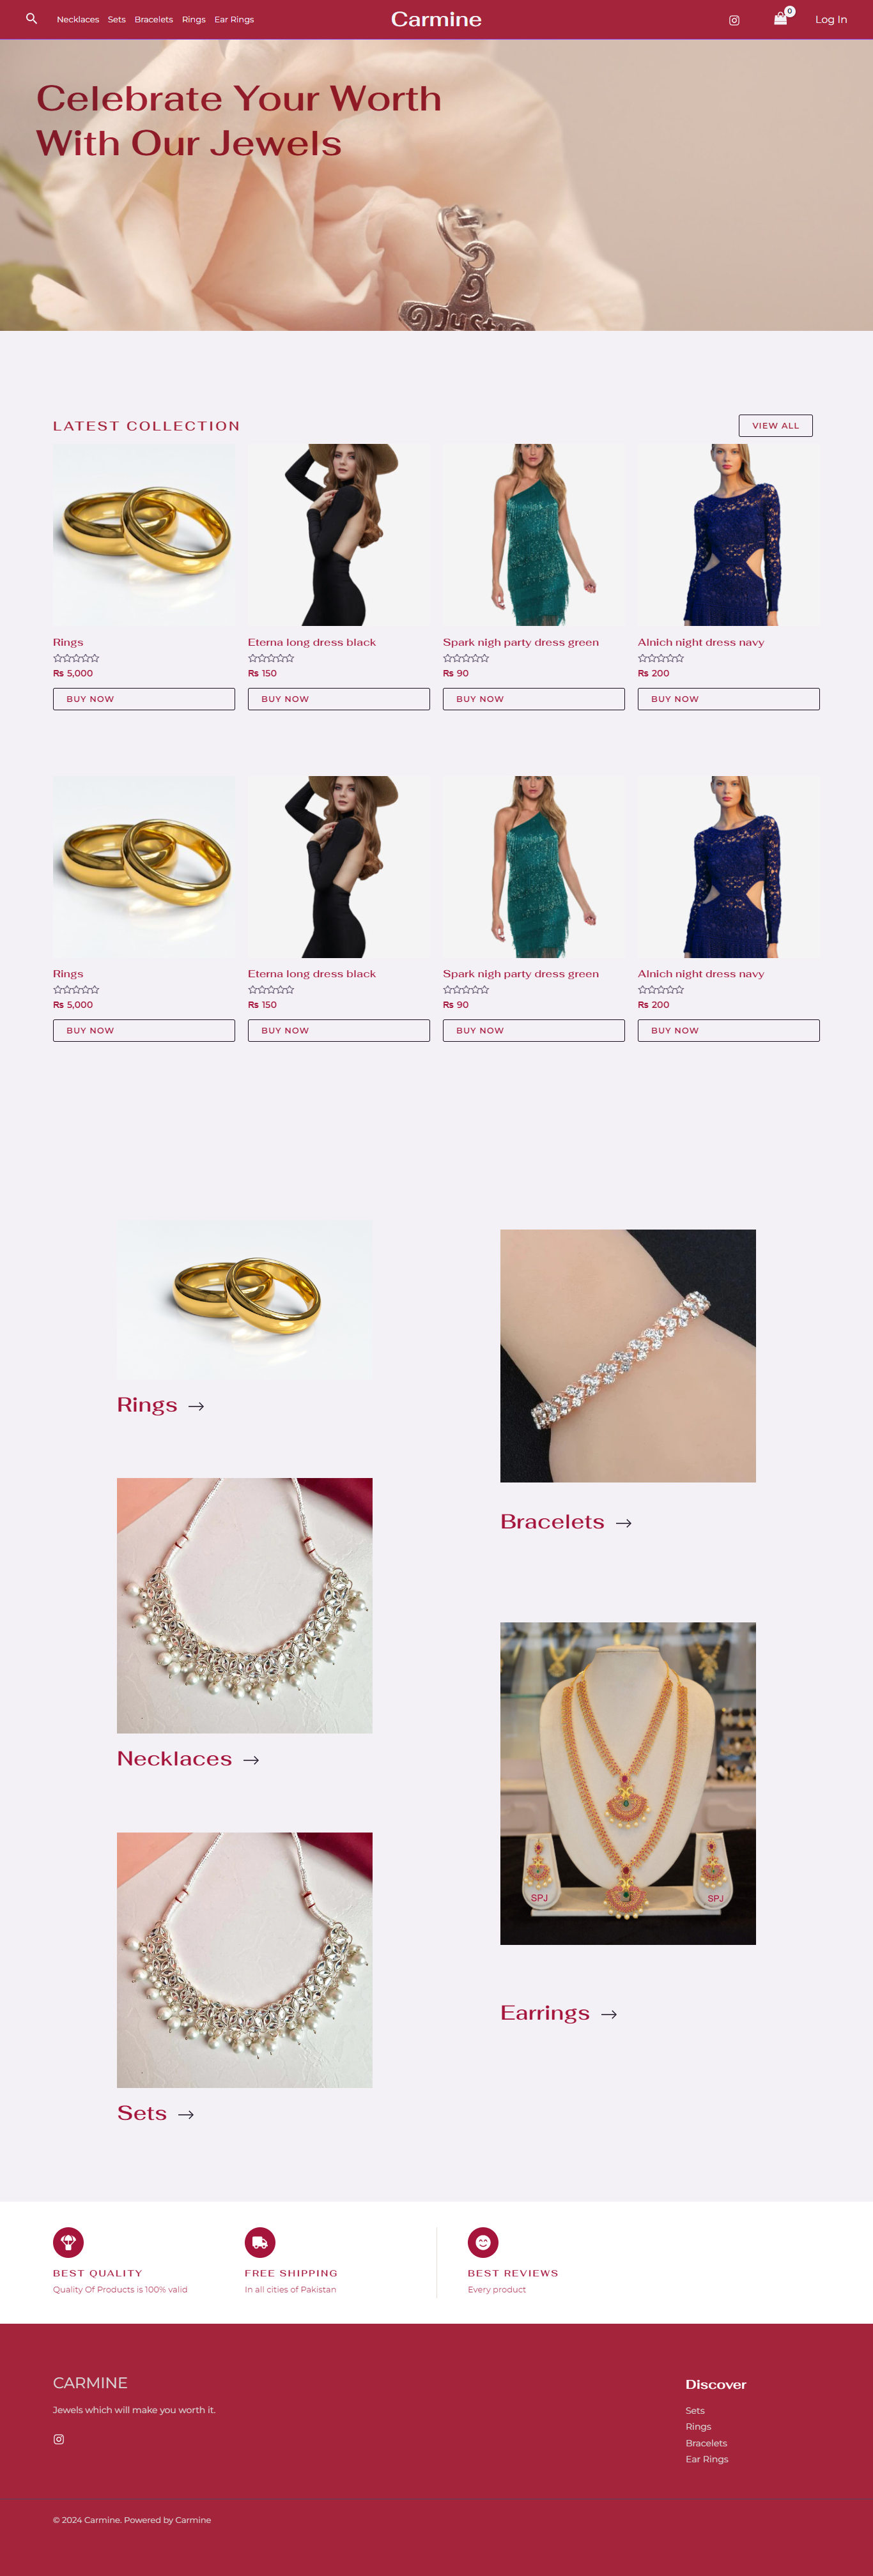 Necklaces Sets Bracelets Rings Ear Rings
Carmine
0
Log In
Celebrate Your Worth
With Our Jewels
LATEST COLLECTION
VIEW ALL
Rings
Rs 5,000
BUY NOW
Eterna long dress black
Rs 150
BUY NOW
Spark nigh party dress green
Rs 90
BUY NOW
Alnich night dress navy
Rs 200
BUY NOW
Rings
Rs 5,000
BUY NOW
Eterna long dress black
Rs 150
BUY NOW
Spark nigh party dress green
Rs 90
BUY NOW
Alnich night dress navy
Rs 200
BUY NOW
Rings →
Bracelets →
Necklaces →
SPJ
SPJ
Earrings →
Sets →
BEST QUALITY
Quality Of Products is 100% valid
FREE SHIPPING
In all cities of Pakistan
BEST REVIEWS
Every product
CARMINE
Jewels which will make you worth it.
Discover
Sets
Rings
Bracelets
Ear Rings
© 2024 Carmine. Powered by Carmine